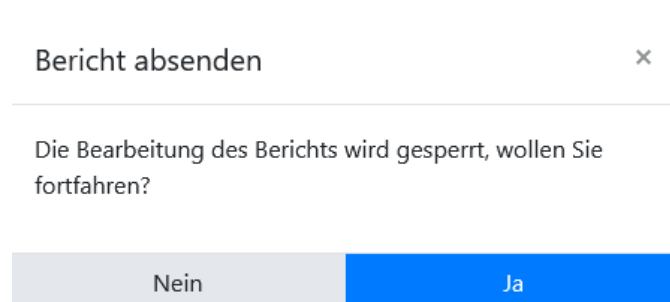 Bericht absenden ×
Die Bearbeitung des Berichts wird gesperrt, wollen Sie
fortfahren?
Nein Ja